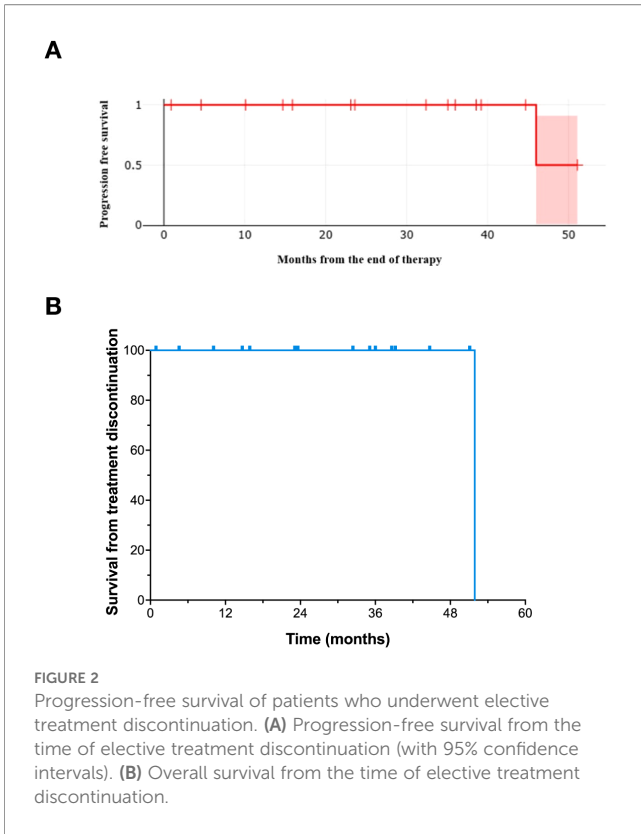 A
Progression free survival
1
0.5
0
0 10 20 30 40 50
Months from the end of therapy
B
Survival from treatment discontinuation
100
80
60
40
20
0
0 12 24 36 48 60
Time (months)
FIGURE 2
Progression-free survival of patients who underwent elective
treatment discontinuation. (A) Progression-free survival from the
time of elective treatment discontinuation (with 95% confidence
intervals). (B) Overall survival from the time of elective treatment
discontinuation.